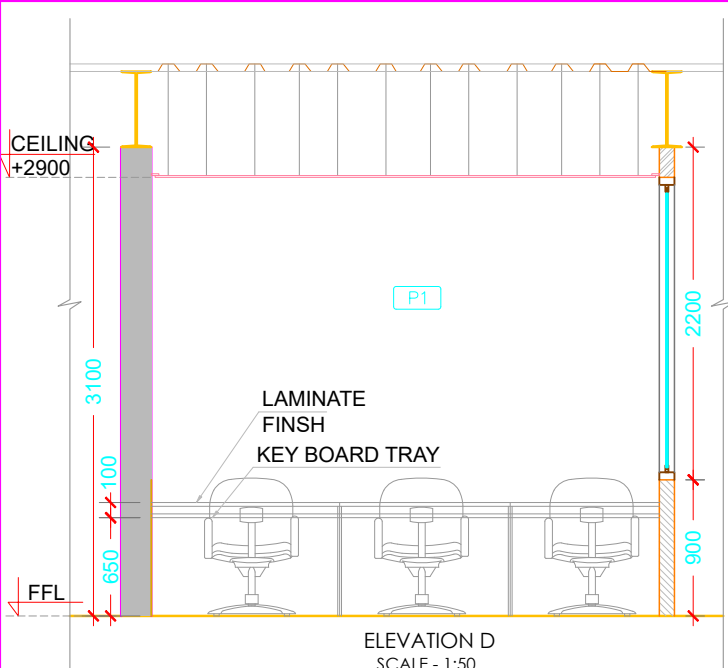 CEILING
+2900
P1
2200
3100
LAMINATE
FINSH
KEY BOARD TRAY
100
650
900
FFL
ELEVATION D
SCALE - 1:50